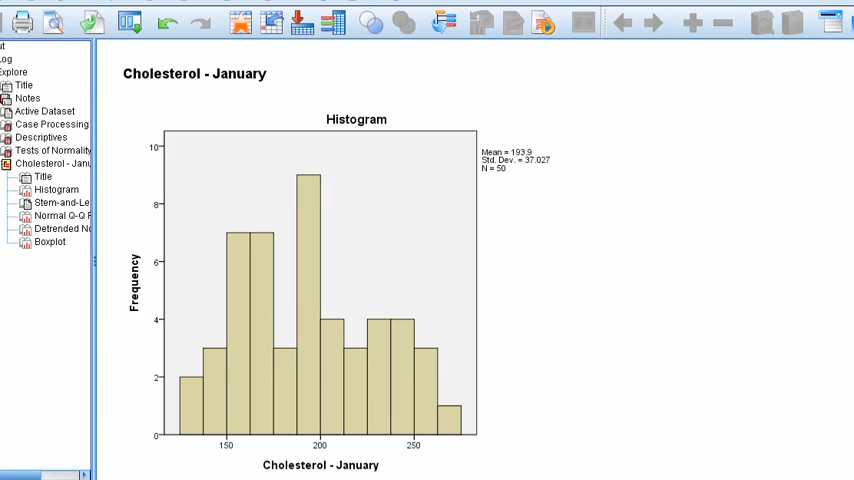 Log
Explore
Title
Notes
Active Dataset
Case Processing
Descriptives
Tests of Normality
Cholesterol - Janu
Title
Histogram
Stem-and-Le
Normal Q-Q
Detrended No
Boxplot
Cholesterol - January
Histogram
Mean = 193.9
Std. Dev. = 37.027
N = 50
10
8
6
4
2
0
Frequency
150
200
250
Cholesterol - January